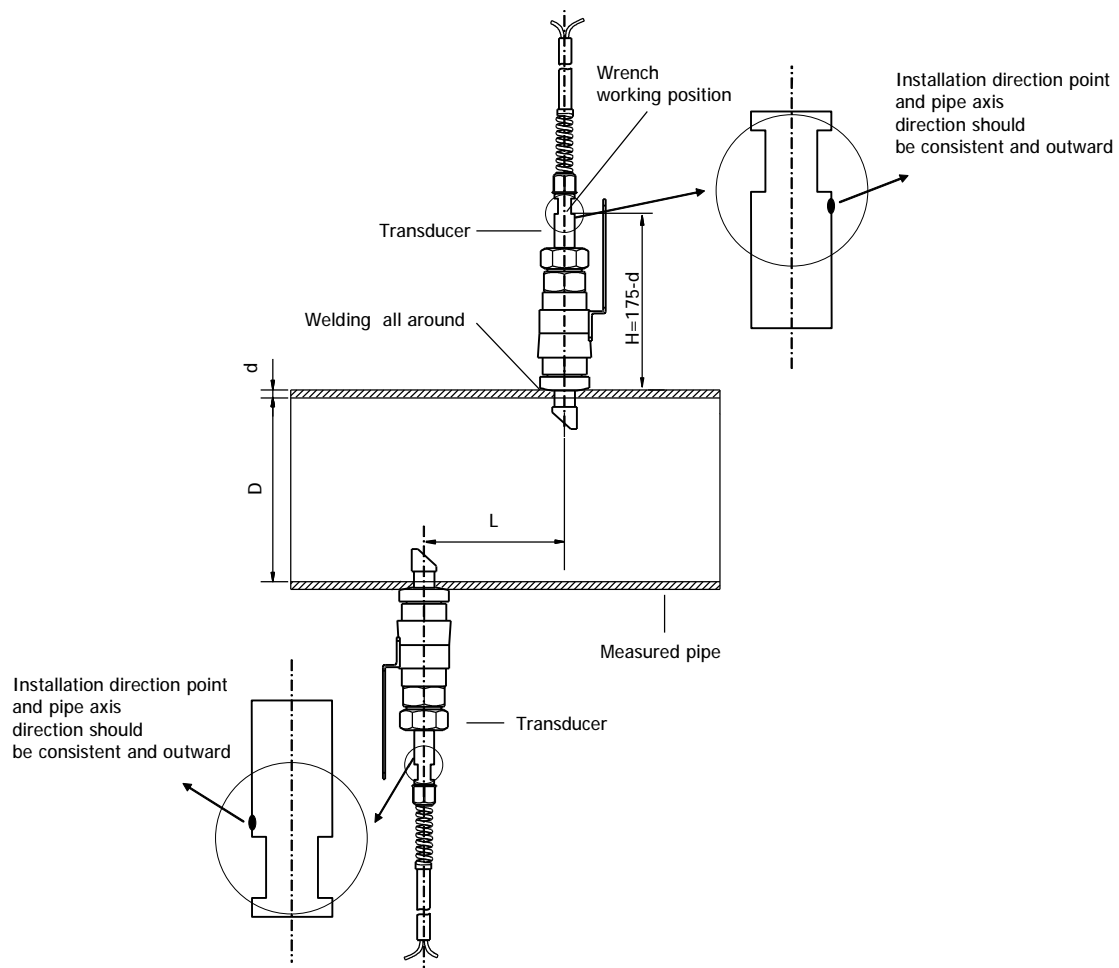 Wrench
working position
Installation direction point
and pipe axis
direction should
be consistent and outward
Transducer
H=175-d
Welding all around
d
D
L
Measured pipe
Installation direction point
and pipe axis
direction should
be consistent and outward
Transducer